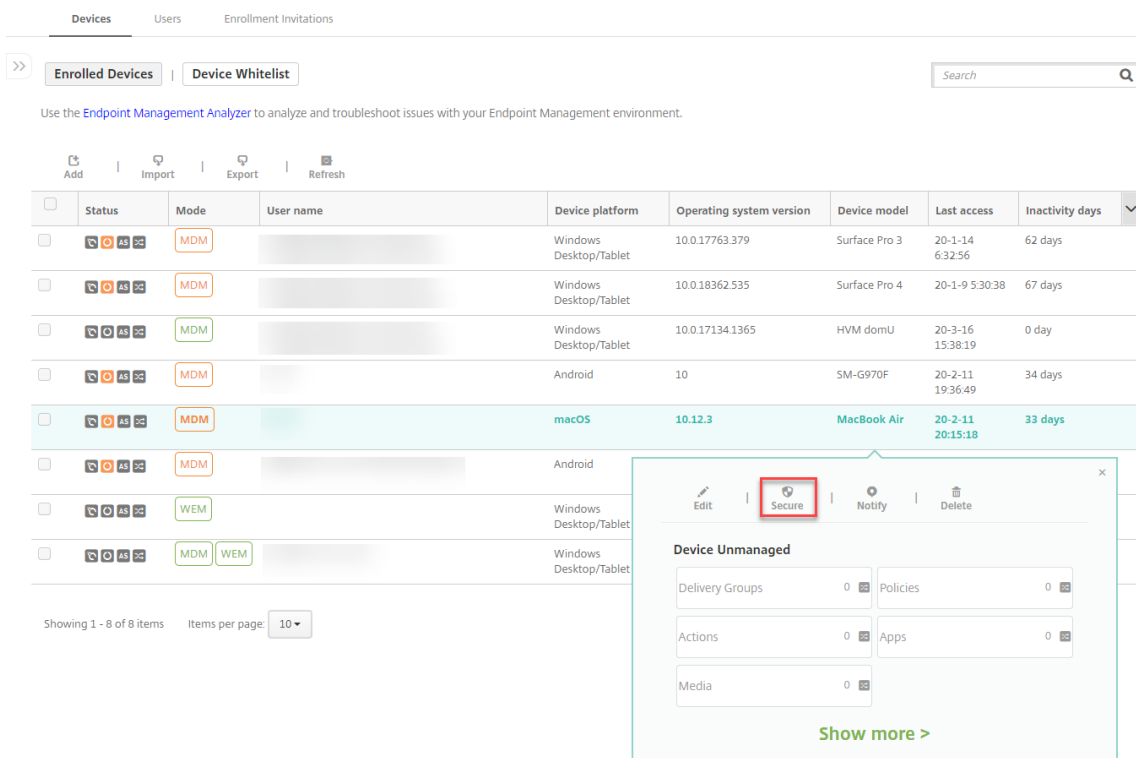 Devices Users Enrollment Invitations
Enrolled Devices | Device Whitelist Search
Use the Endpoint Management Analyzer to analyze and troubleshoot issues with your Endpoint Management environment.
Add | Import | Export | Refresh
Status Mode User name Device platform Operating system version Device model Last access Inactivity days
AS MDM Windows Desktop/Tablet 10.0.17763.379 Surface Pro 3 20-1-14 6:32:56 62 days
AS MDM Windows Desktop/Tablet 10.0.18362.535 Surface Pro 4 20-1-9 5:30:38 67 days
AS MDM Windows Desktop/Tablet 10.0.17134.1365 HVM domU 20-3-16 15:38:19 0 day
AS MDM Android 10 SM-G970F 20-2-11 19:36:49 34 days
AS MDM macOS 10.12.3 MacBook Air 20-2-11 20:15:18 33 days
AS MDM Android
AS WEM Windows Desktop/Tablet
AS MDM WEM Windows Desktop/Tablet
Showing 1 - 8 of 8 items Items per page: 10
×
Edit | Secure | Notify | Delete
Device Unmanaged
Delivery Groups 0 Policies 0
Actions 0 Apps 0
Media 0
Show more >